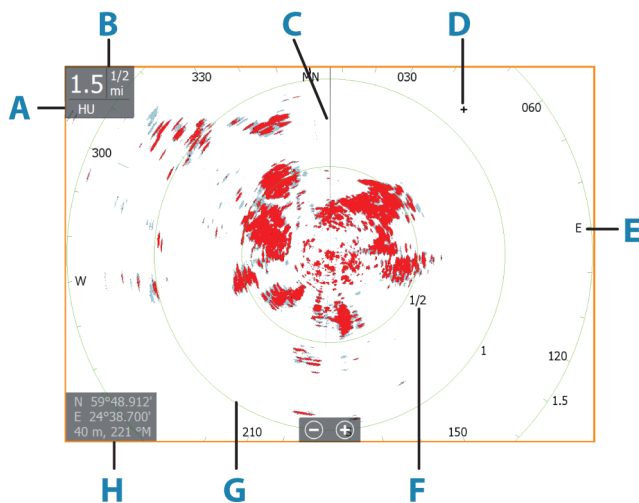 B
C
D
A
1.5 1/2 mi
HU
330
MN
030
060
300
E
E
W
1/2
1
120
1.5
N 59°48.912'
E 24°38.700'
40 m, 221 °M
210
150
H
G
F